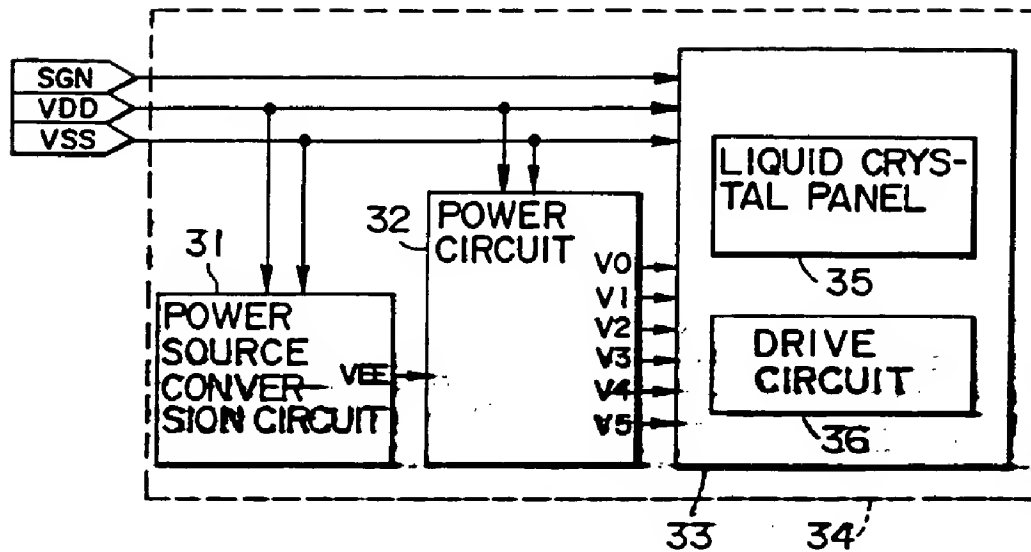 SGN
VDD
VSS
31
POWER
SOURCE
CONVER-
SION CIRCUIT
VEE
32
POWER
CIRCUIT
V0
V1
V2
V3
V4
V5
LIQUID CRYS-
TAL PANEL
35
DRIVE
CIRCUIT
36
33
34